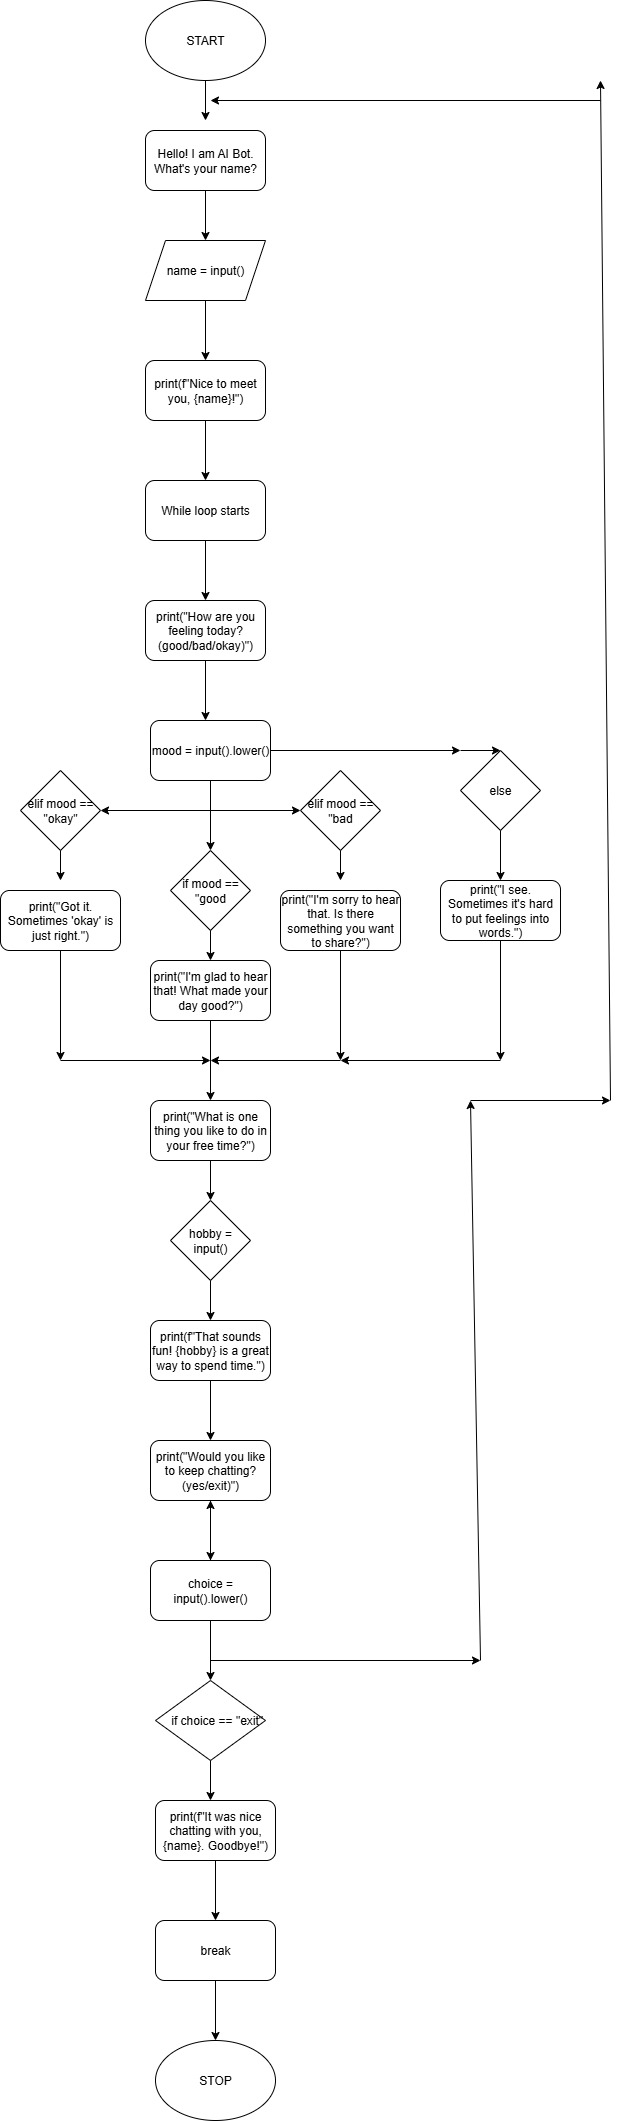 START
Hello! I am AI Bot.
What's your name?
name = input()
print(f"Nice to meet
you, {name}!")
While loop starts
print("How are you
feeling today?
(good/bad/okay)")
mood = input().lower()
else
elif mood ==
"okay"
elif mood ==
"bad
if mood ==
"good
print("Got it.
Sometimes 'okay' is
just right.")
print("I'm sorry to hear
that. Is there
something you want
to share?")
print("I see.
Sometimes it's hard
to put feelings into
words.")
print("I'm glad to hear
that! What made your
day good?")
print("What is one
thing you like to do in
your free time?")
hobby =
input()
print(f"That sounds
fun! {hobby} is a great
way to spend time.")
print("Would you like
to keep chatting?
(yes/exit)")
choice =
input().lower()
if choice == "exit"
print(f"It was nice
chatting with you,
{name}. Goodbye!")
break
STOP